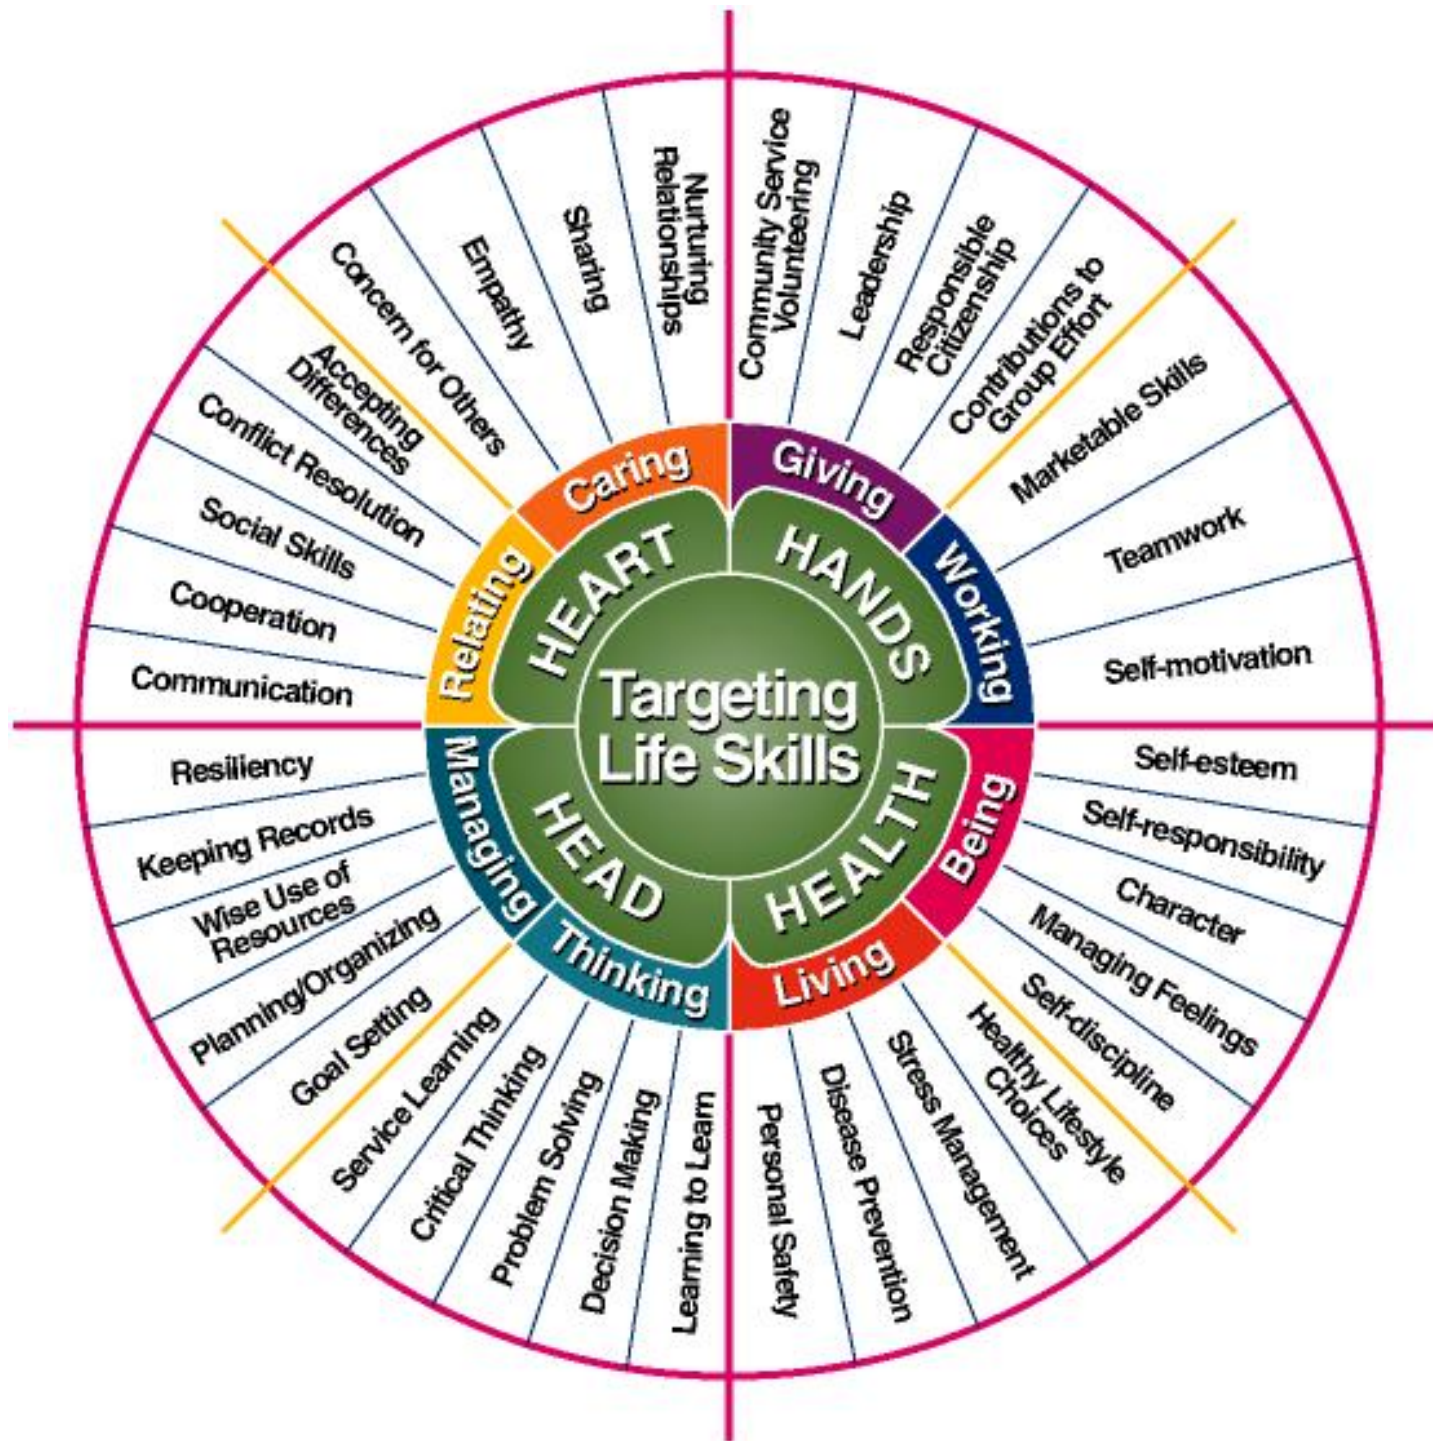 Targeting
Life Skills
HEART
HANDS
HEALTH
HEAD
Caring
Giving
Working
Being
Living
Thinking
Managing
Relating
Community Service
Volunteering
Leadership
Responsible
Citizenship
Contributions to
Group Effort
Marketable Skills
Teamwork
Self-motivation
Self-esteem
Self-responsibility
Character
Managing Feelings
Self-discipline
Healthy Lifestyle
Choices
Stress Management
Disease Prevention
Personal Safety
Learning to Learn
Decision Making
Problem Solving
Critical Thinking
Service Learning
Goal Setting
Planning/Organizing
Wise Use of
Resources
Keeping Records
Resiliency
Communication
Cooperation
Social Skills
Conflict Resolution
Accepting
Differences
Concern for Others
Empathy
Sharing
Nurturing
Relationships